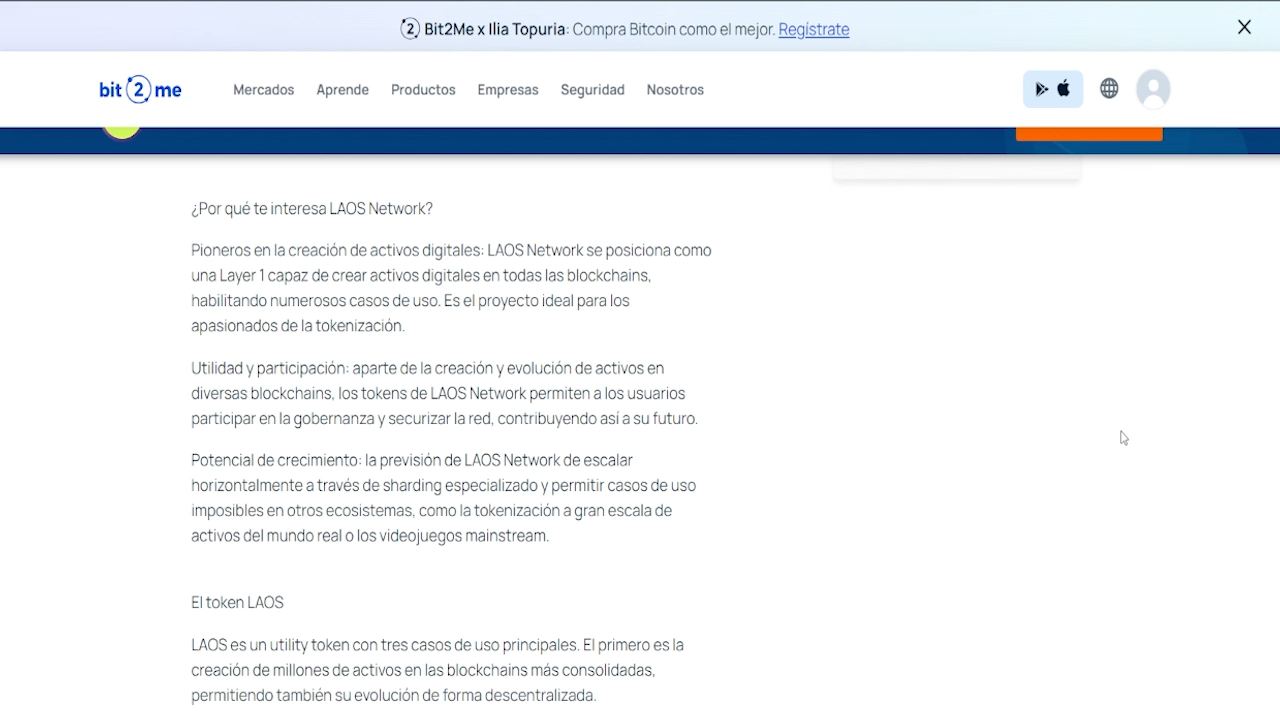 2 Bit2Me x Ilia Topuria: Compra Bitcoin como el mejor. Regístrate
bit 2 me Mercados Aprende Productos Empresas Seguridad Nosotros
¿Por qué te interesa LAOS Network?
Pioneros en la creación de activos digitales: LAOS Network se posiciona como
una Layer 1 capaz de crear activos digitales en todas las blockchains,
habilitando numerosos casos de uso. Es el proyecto ideal para los
apasionados de la tokenización.
Utilidad y participación: aparte de la creación y evolución de activos en
diversas blockchains, los tokens de LAOS Network permiten a los usuarios
participar en la gobernanza y securizar la red, contribuyendo así a su futuro.
Potencial de crecimiento: la previsión de LAOS Network de escalar
horizontalmente a través de sharding especializado y permitir casos de uso
imposibles en otros ecosistemas, como la tokenización a gran escala de
activos del mundo real o los videojuegos mainstream.
El token LAOS
LAOS es un utility token con tres casos de uso principales. El primero es la
creación de millones de activos en las blockchains más consolidadas,
permitiendo también su evolución de forma descentralizada.